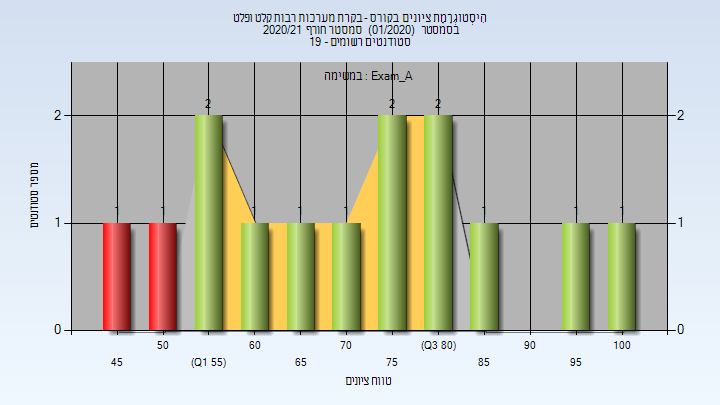 היסטוגרמת ציונים בקורס - בקרת מערכות רבות קלט ופלט
בסמסטר (01/2020) סמסטר חורף 2020/21
סטודנטים רשומים - 19
במשימה : Exam_A
מספר סטודנטים
2 2
1 1
0 0
2 2 2
1 1 1 1 1 1 1 1
50 60 70 (Q3 80) 90 100
45 (Q1 55) 65 75 85 95
טווח ציונים